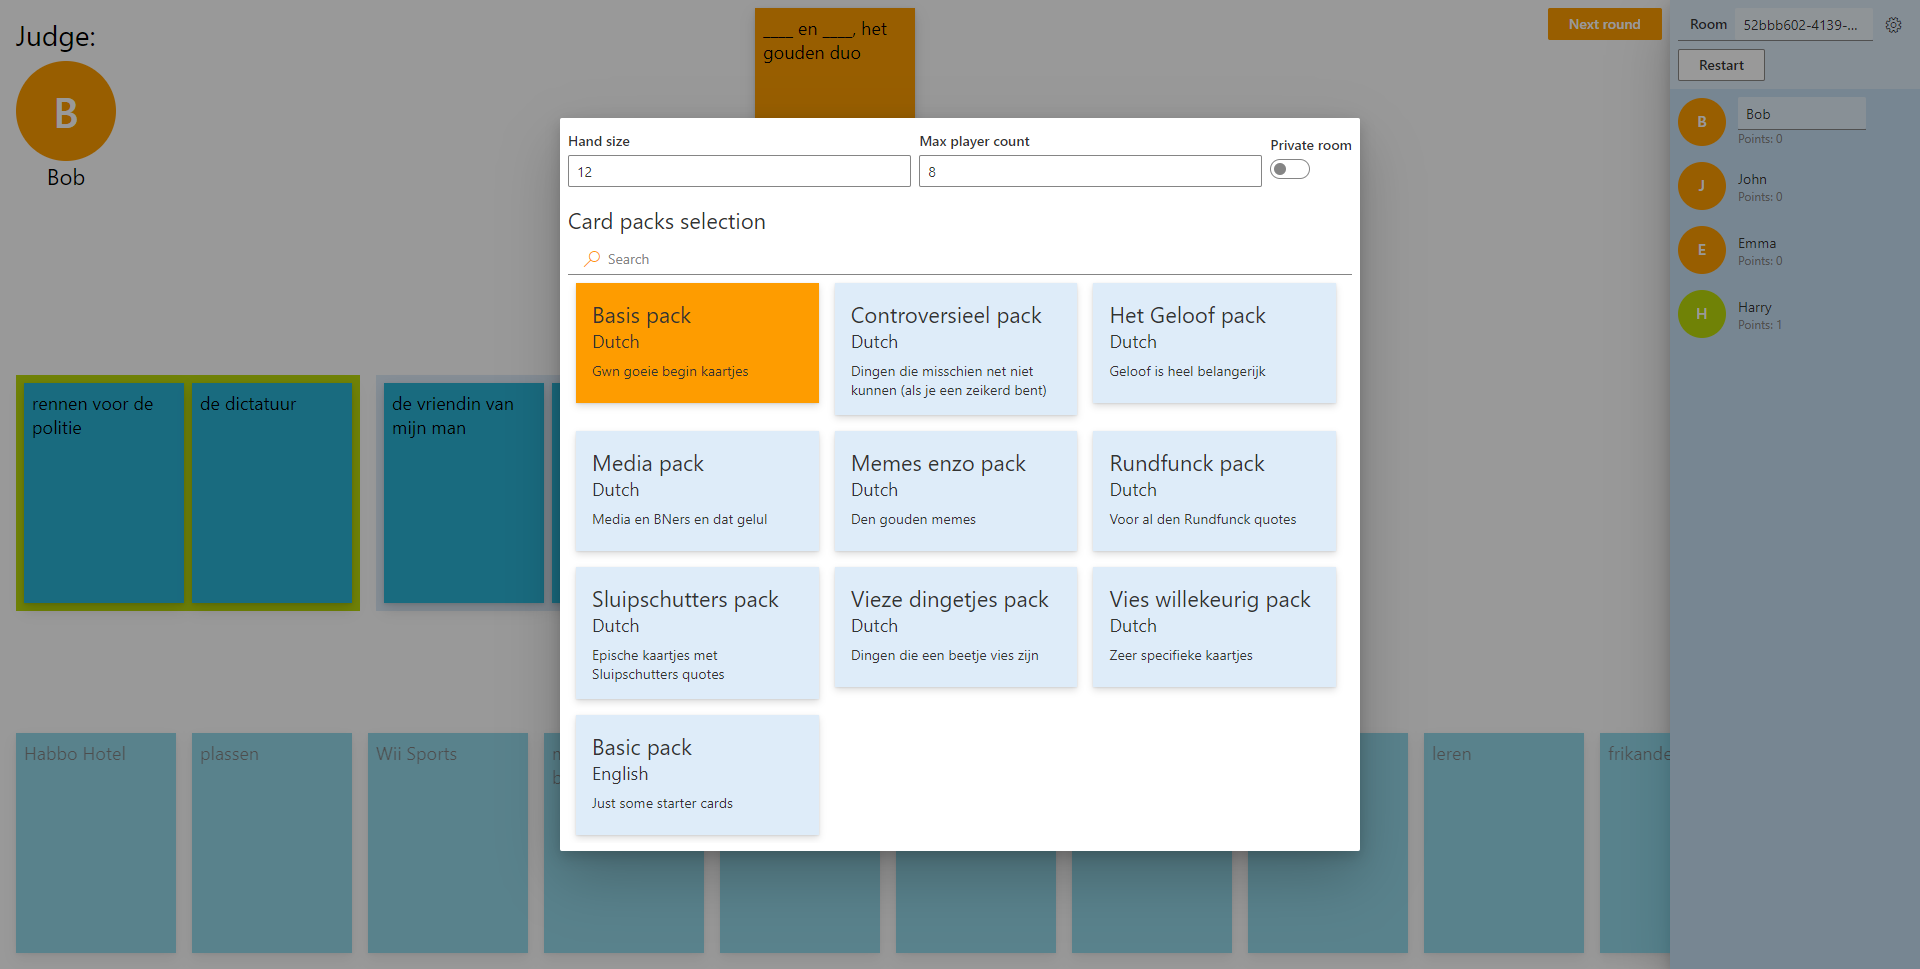 Judge:
B
Bob
____ en ____, het
gouden duo
Next round
Room 52bbb602-4139-...
Restart
B
Bob
Points: 0
J
John
Points: 0
E
Emma
Points: 0
H
Harry
Points: 1
Hand size
12
Max player count
8
Private room
Card packs selection
Search
Basis pack
Dutch
Gwn goeie begin kaartjes
Controversieel pack
Dutch
Dingen die misschien net niet
kunnen (als je een zeikerd bent)
Het Geloof pack
Dutch
Geloof is heel belangerijk
Media pack
Dutch
Media en BNers en dat gelul
Memes enzo pack
Dutch
Den gouden memes
Rundfunck pack
Dutch
Voor al den Rundfunck quotes
Sluipschutters pack
Dutch
Epische kaartjes met
Sluipschutters quotes
Vieze dingetjes pack
Dutch
Dingen die een beetje vies zijn
Vies willekeurig pack
Dutch
Zeer specifieke kaartjes
Basic pack
English
Just some starter cards
rennen voor de
politie
de dictatuur
de vriendin van
mijn man
Habbo Hotel
plassen
Wii Sports
leren